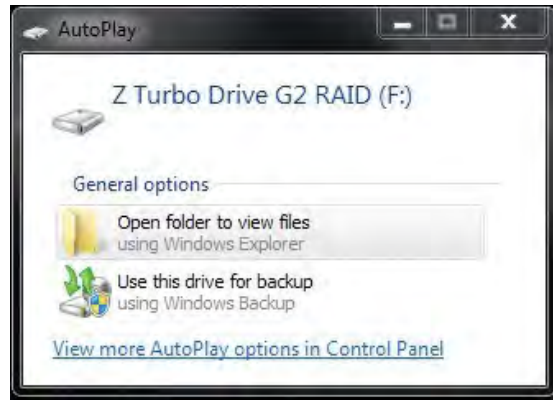 AutoPlay
Z Turbo Drive G2 RAID (F:)
General options
Open folder to view files
using Windows Explorer
Use this drive for backup
using Windows Backup
View more AutoPlay options in Control Panel